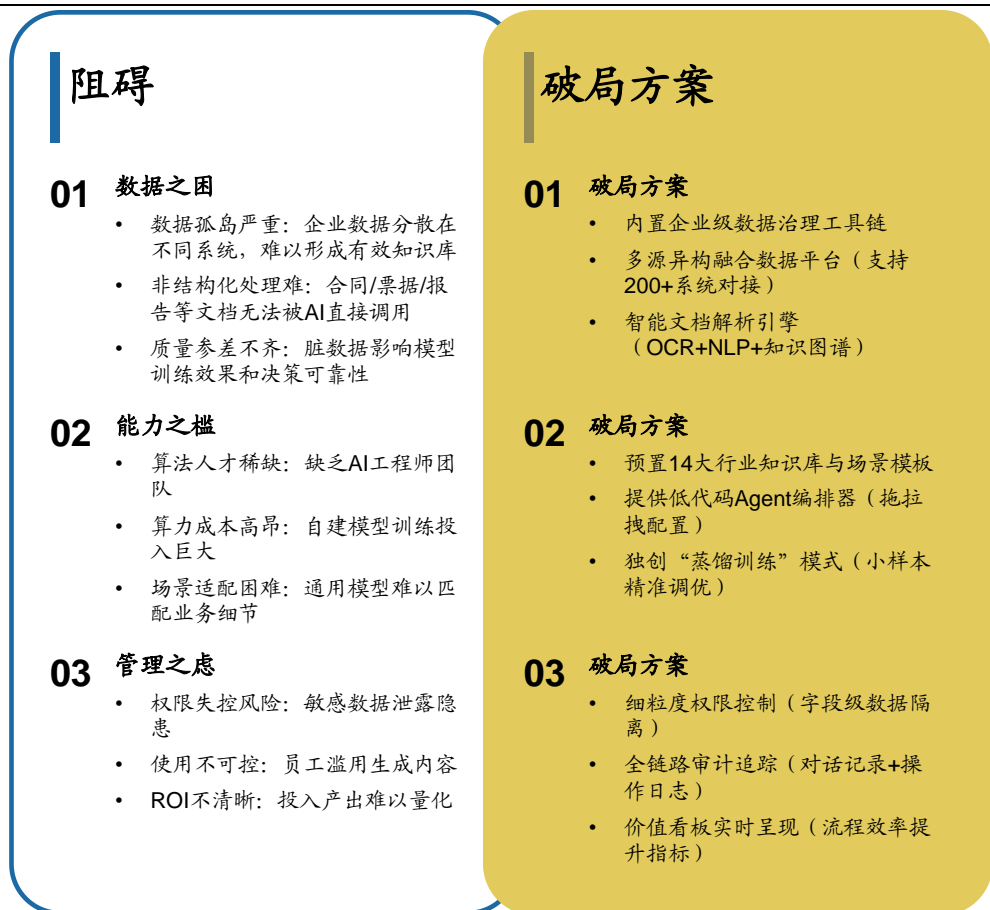 阻碍
01 数据之困
• 数据孤岛严重：企业数据分散在
不同系统，难以形成有效知识库
• 非结构化处理难：合同/票据/报
告等文档无法被AI直接调用
• 质量参差不齐：脏数据影响模型
训练效果和决策可靠性
02 能力之槛
• 算法人才稀缺：缺乏AI工程师团
队
• 算力成本高昂：自建模型训练投
入巨大
• 场景适配困难：通用模型难以匹
配业务细节
03 管理之虑
• 权限失控风险：敏感数据泄露隐
患
• 使用不可控：员工滥用生成内容
• ROI不清晰：投入产出难以量化
破局方案
01 破局方案
• 内置企业级数据治理工具链
• 多源异构融合数据平台（支持
200+系统对接）
• 智能文档解析引擎
（OCR+NLP+知识图谱）
02 破局方案
• 预置14大行业知识库与场景模板
• 提供低代码Agent编排器（拖拉
拽配置）
• 独创“蒸馏训练”模式（小样本
精准调优）
03 破局方案
• 细粒度权限控制（字段级数据隔
离）
• 全链路审计追踪（对话记录+操
作日志）
• 价值看板实时呈现（流程效率提
升指标）